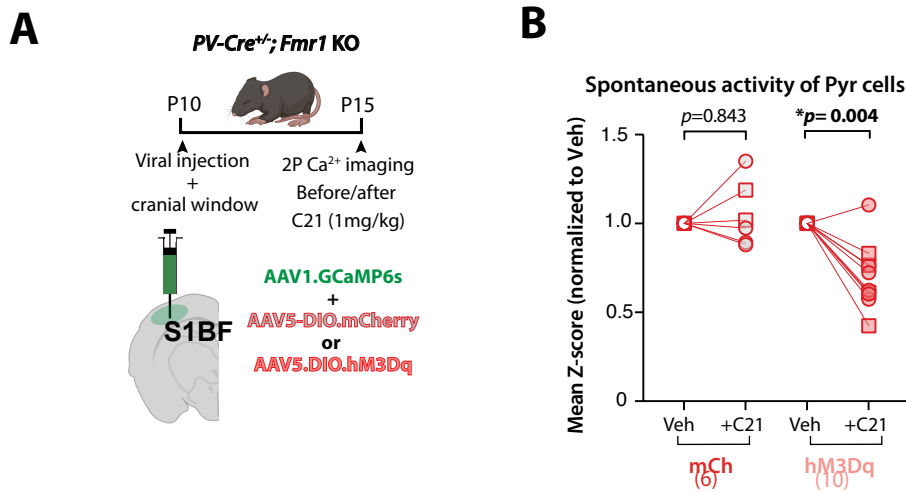 A
PV-Cre+/-; Fmr1 KO
P10
P15
Viral injection
+
cranial window
2P Ca2+ imaging
Before/after
C21 (1mg/kg)
S1BF
AAV1.GCaMP6s
+
AAV5-DIO.mCherry
or
AAV5.DIO.hM3Dq
B
Spontaneous activity of Pyr cells
p=0.843
*p= 0.004
Mean Z-score (normalized to Veh)
1.5
1.0
0.5
0
Veh
+C21
Veh
+C21
mCh
(6)
hM3Dq
(10)